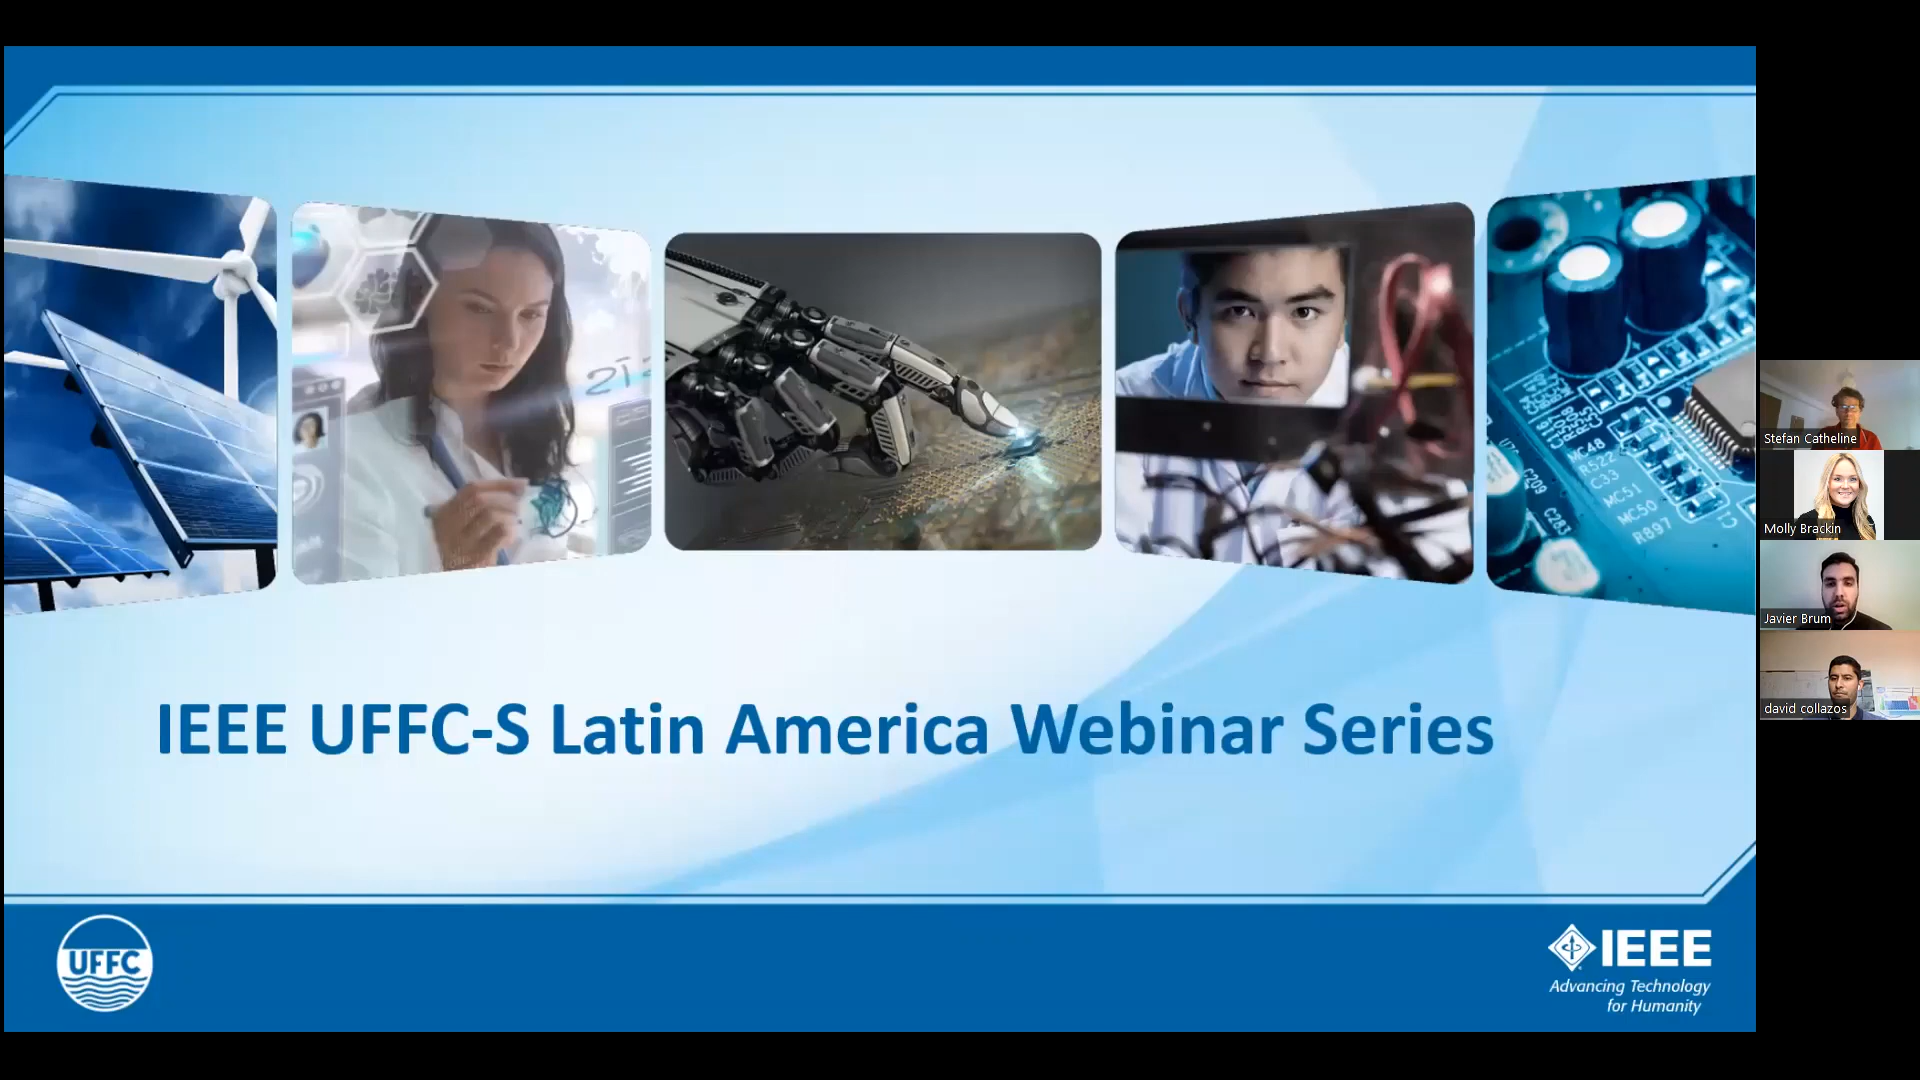 IEEE UFFC-S Latin America Webinar Series
UFFC
IEEE
Advancing Technology
for Humanity
Stefan Catheline
Molly Brackin
Javier Brum
david collazos
MC48
R522
C33
MC51
MC50
R897
C209
C283